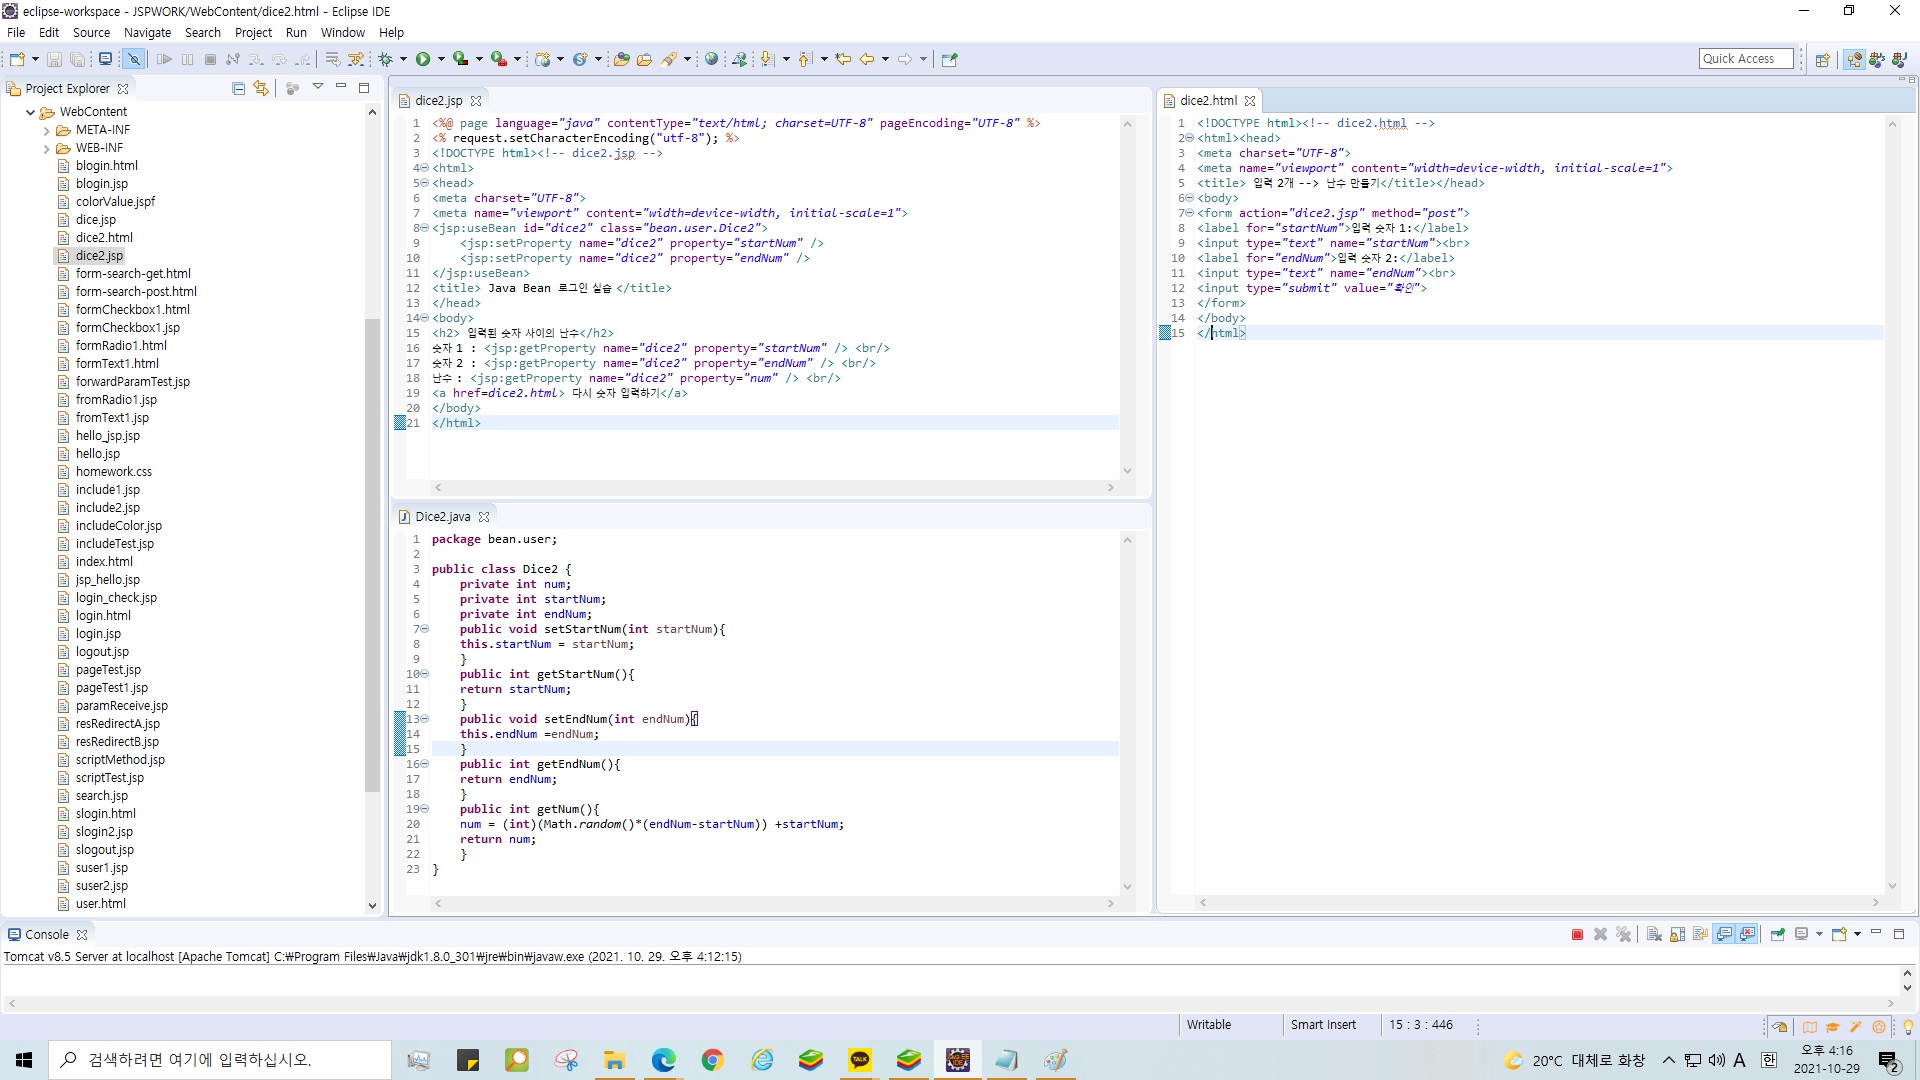 eclipse-workspace - JSPWORK/WebContent/dice2.html - Eclipse IDE
File Edit Source Navigate Search Project Run Window Help
Quick Access
Project Explorer
WebContent
META-INF
WEB-INF
blogin.html
blogin.jsp
colorValue.jspf
dice.jsp
dice2.html
dice2.jsp
form-search-get.html
form-search-post.html
formCheckbox1.html
formCheckbox1.jsp
formRadio1.html
formText1.html
forwardParamTest.jsp
fromRadio1.jsp
fromText1.jsp
hello_jsp.jsp
hello.jsp
homework.css
include1.jsp
include2.jsp
includeColor.jsp
includeTest.jsp
index.html
jsp_hello.jsp
login_check.jsp
login.html
login.jsp
logout.jsp
pageTest.jsp
pageTest1.jsp
paramReceive.jsp
resRedirectA.jsp
resRedirectB.jsp
scriptMethod.jsp
scriptTest.jsp
search.jsp
slogin.html
slogin2.jsp
slogout.jsp
suser1.jsp
suser2.jsp
user.html
dice2.jsp
1 <%@ page language="java" contentType="text/html; charset=UTF-8" pageEncoding="UTF-8" %>
2 <% request.setCharacterEncoding("utf-8"); %>
3 <!DOCTYPE html><!-- dice2.jsp -->
4 <html>
5 <head>
6 <meta charset="UTF-8">
7 <meta name="viewport" content="width=device-width, initial-scale=1">
8 <jsp:useBean id="dice2" class="bean.user.Dice2">
9 <jsp:setProperty name="dice2" property="startNum" />
10 <jsp:setProperty name="dice2" property="endNum" />
11 </jsp:useBean>
12 <title> Java Bean 로그인 실습 </title>
13 </head>
14 <body>
15 <h2> 입력된 숫자 사이의 난수</h2>
16 숫자 1 : <jsp:getProperty name="dice2" property="startNum" /> <br/>
17 숫자 2 : <jsp:getProperty name="dice2" property="endNum" /> <br/>
18 난수 : <jsp:getProperty name="dice2" property="num" /> <br/>
19 <a href=dice2.html> 다시 숫자 입력하기</a>
20 </body>
21 </html>
Dice2.java
1 package bean.user;
2
3 public class Dice2 {
4 private int num;
5 private int startNum;
6 private int endNum;
7 public void setStartNum(int startNum){
8 this.startNum = startNum;
9 }
10 public int getStartNum(){
11 return startNum;
12 }
13 public void setEndNum(int endNum){
14 this.endNum =endNum;
15 }
16 public int getEndNum(){
17 return endNum;
18 }
19 public int getNum(){
20 num = (int)(Math.random()*(endNum-startNum)) +startNum;
21 return num;
22 }
23 }
dice2.html
1 <!DOCTYPE html><!-- dice2.html -->
2 <html><head>
3 <meta charset="UTF-8">
4 <meta name="viewport" content="width=device-width, initial-scale=1">
5 <title> 입력 2개 --> 난수 만들기</title></head>
6 <body>
7 <form action="dice2.jsp" method="post">
8 <label for="startNum">입력 숫자 1:</label>
9 <input type="text" name="startNum"><br>
10 <label for="endNum">입력 숫자 2:</label>
11 <input type="text" name="endNum"><br>
12 <input type="submit" value="확인">
13 </form>
14 </body>
15 </html>
Console
Tomcat v8.5 Server at localhost [Apache Tomcat] C:₩Program Files₩Java₩jdk1.8.0_301₩jre₩bin₩javaw.exe (2021. 10. 29. 오후 4:12:15)
Writable Smart Insert 15 : 3 : 446
검색하려면 여기에 입력하십시오.
TALK
20°C 대체로 화창
A 한
오후 4:16
2021-10-29
2